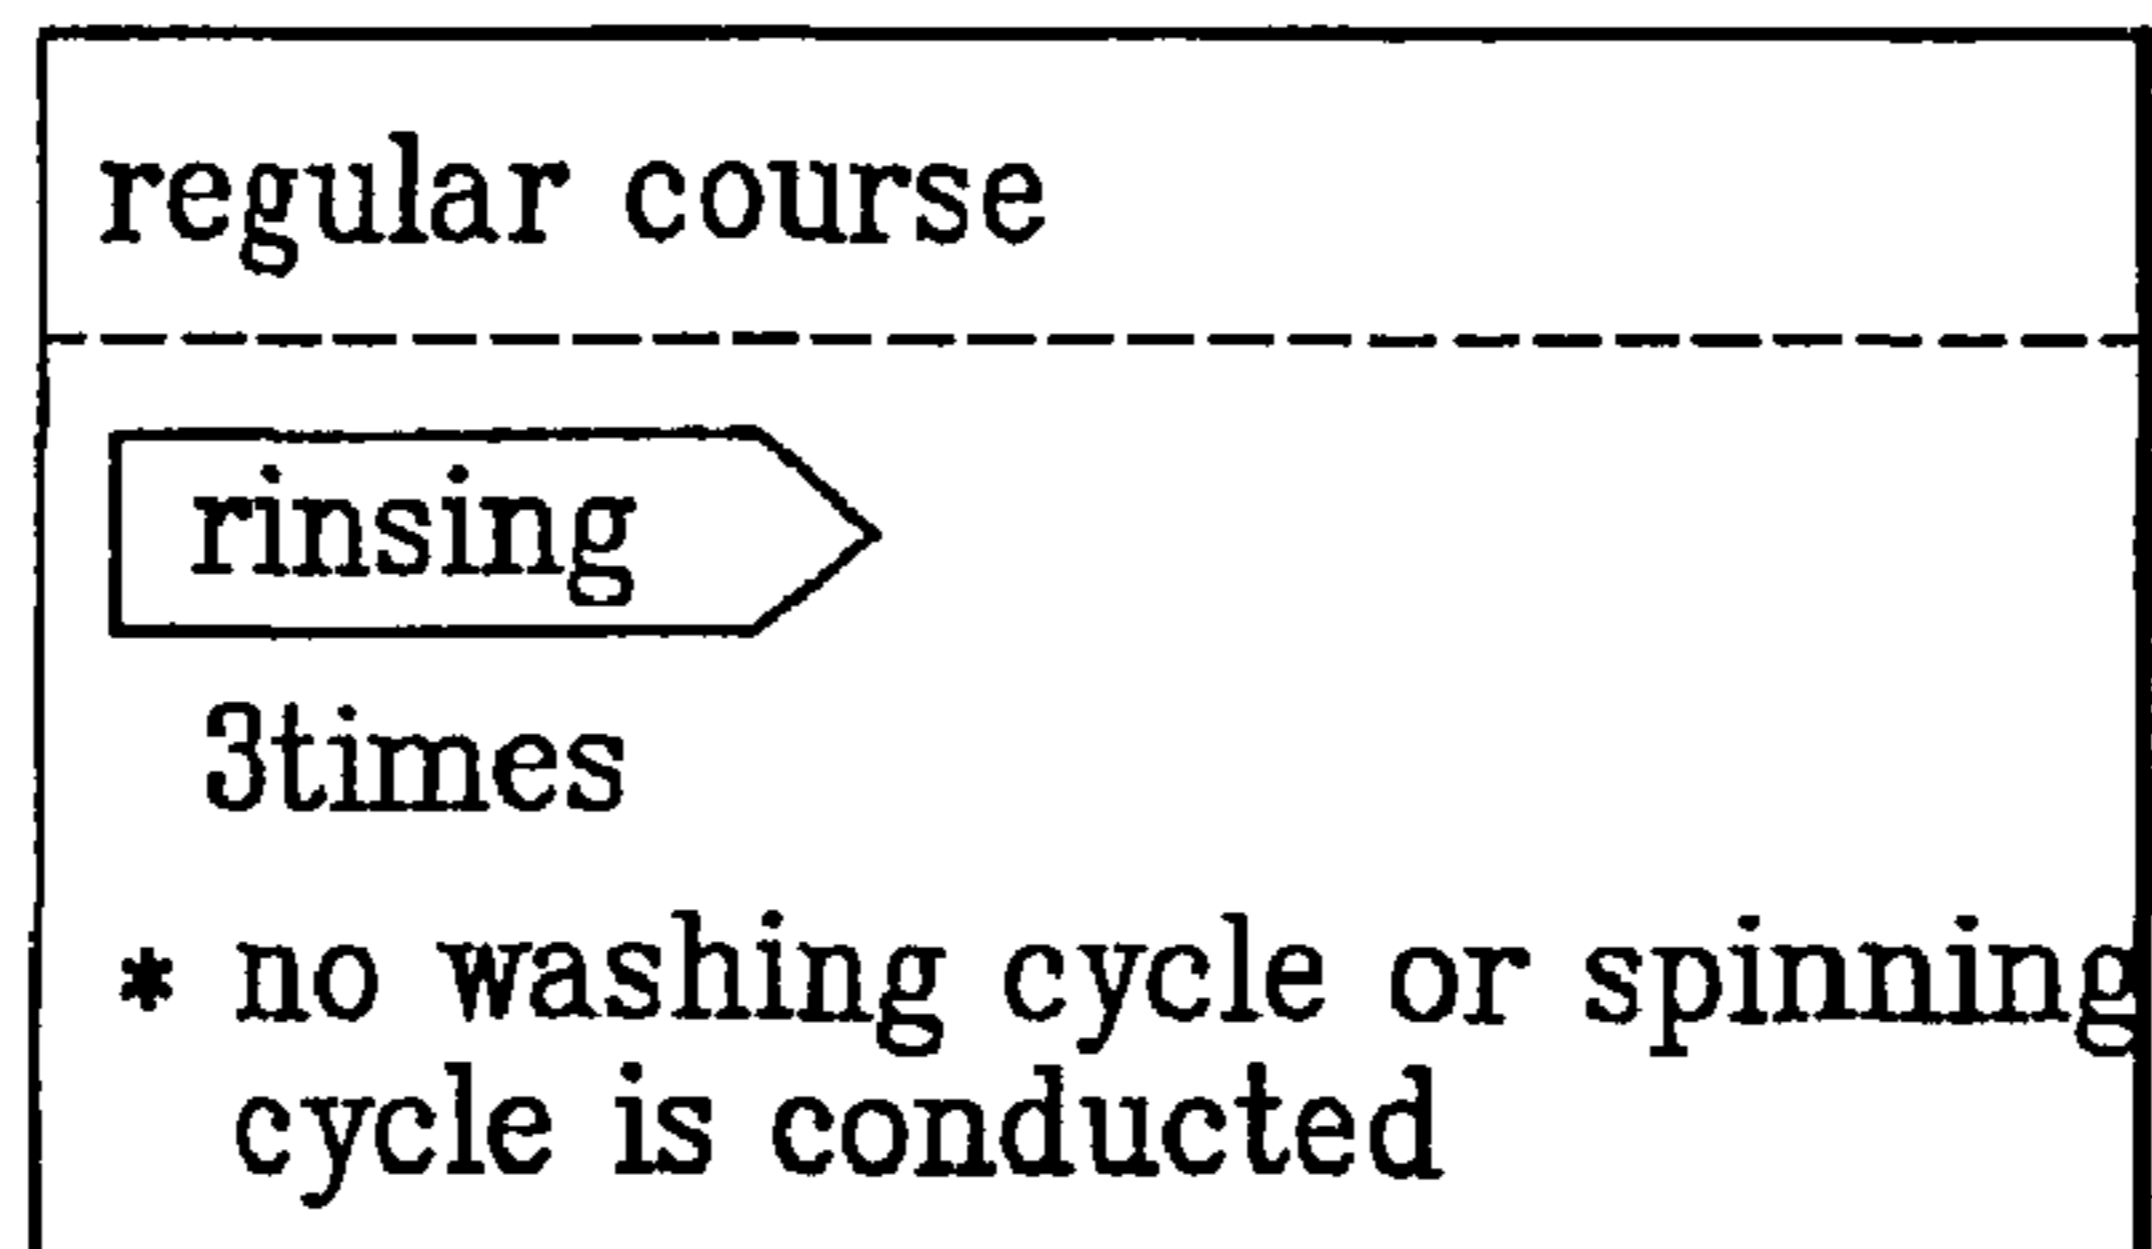 regular course
rinsing
3times
* no washing cycle or spinning
cycle is conducted